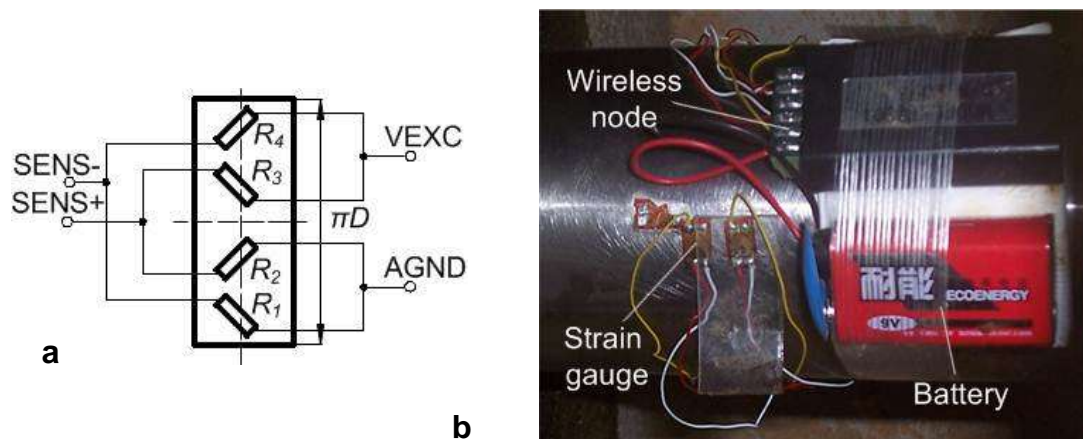 a
SENS-
SENS+
R4
R3
R2
R1
πD
VEXC
AGND
b
Wireless
node
Strain
gauge
耐能
ECOENERGY
9V
Battery